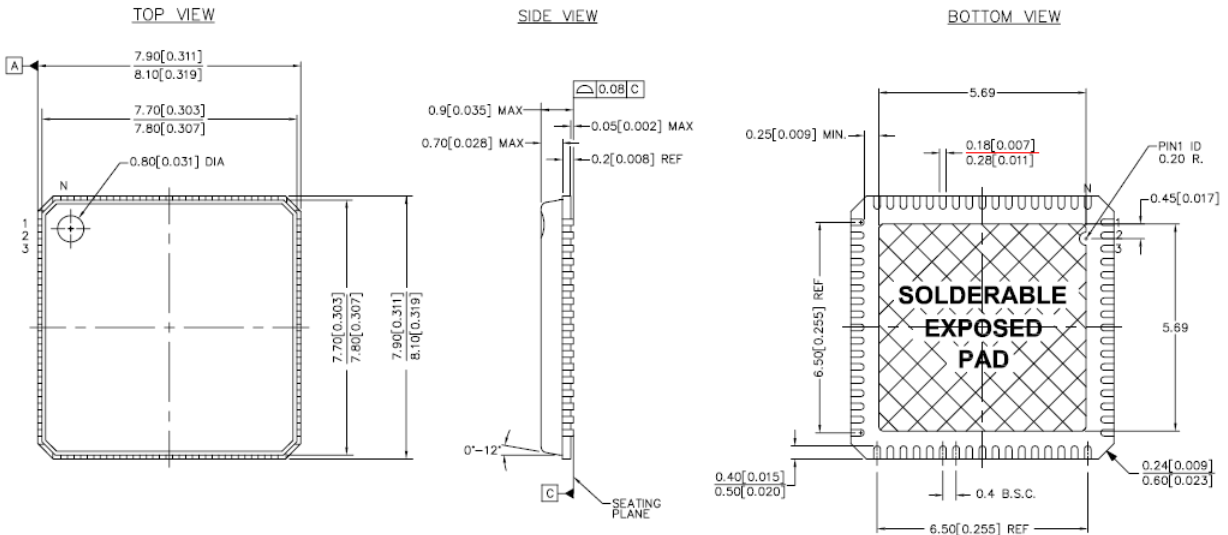 TOP VIEW
7.90[0.311]
8.10[0.319]
A
7.70[0.303]
7.80[0.307]
0.80[0.031] DIA
N
1
2
3
7.70[0.303]
7.80[0.307]
7.90[0.311]
8.10[0.319]
SIDE VIEW
0.08 C
0.9[0.035] MAX
0.05[0.002] MAX
0.70[0.028] MAX
0.2[0.008] REF
0°-12°
C
SEATING
PLANE
BOTTOM VIEW
5.69
0.25[0.009] MIN.
0.18[0.007]
0.28[0.011]
PIN1 ID
0.20 R.
N
0.45[0.017]
1
2
3
6.50[0.255] REF
SOLDERABLE
EXPOSED
PAD
5.69
0.40[0.015]
0.50[0.020]
0.4 B.S.C.
0.24[0.009]
0.60[0.023]
6.50[0.255] REF